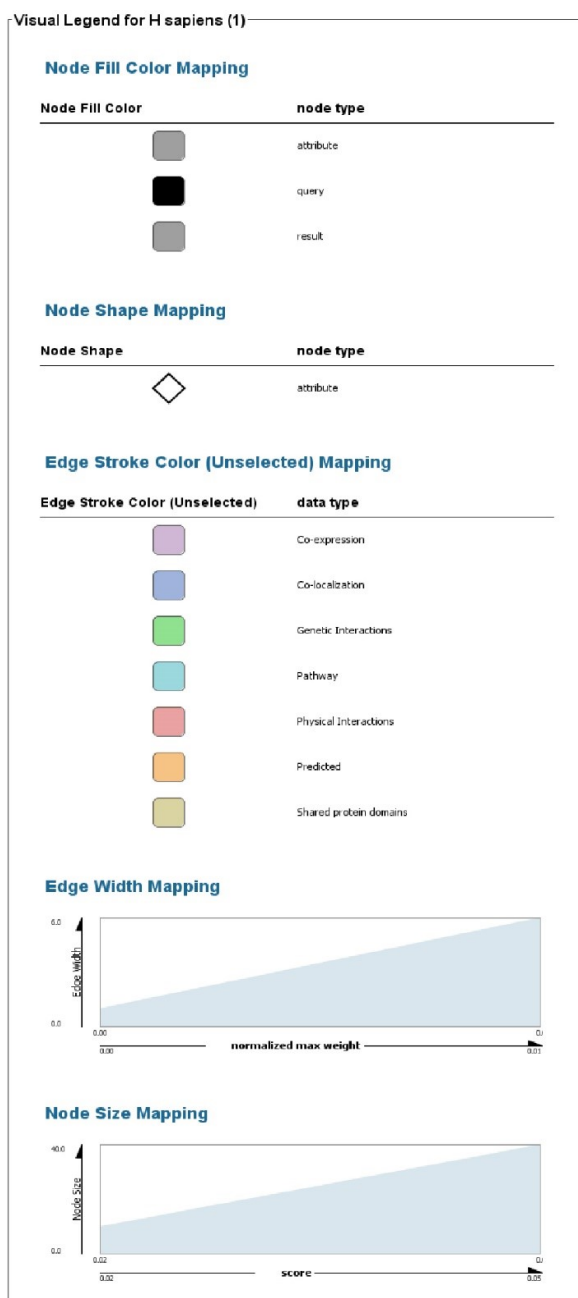 Visual Legend for H sapiens (1)
Node Fill Color Mapping
Node Fill Color node type
attribute
query
result
Node Shape Mapping
Node Shape node type
attribute
Edge Stroke Color (Unselected) Mapping
Edge Stroke Color (Unselected) data type
Co-expression
Co-localization
Genetic Interactions
Pathway
Physical Interactions
Predicted
Shared protein domains
Edge Width Mapping
6.0
Edge Width
0.0
0.00 0.
0.00 normalized max weight 0.01
Node Size Mapping
40.0
Node Size
0.0
0.02 0.
0.02 score 0.05